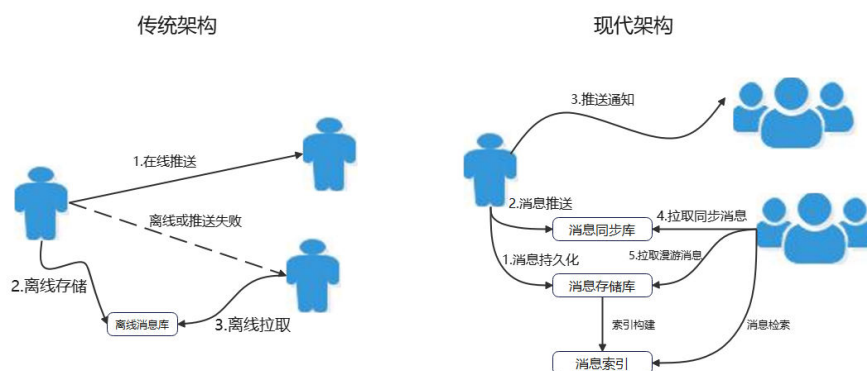 传统架构
1.在线推送
离线或推送失败
2.离线存储
离线消息库
3.离线拉取
现代架构
3.推送通知
2.消息推送
消息同步库
4.拉取同步消息
1.消息持久化
5.拉取漫游消息
消息存储库
索引构建
消息检素
消息索引